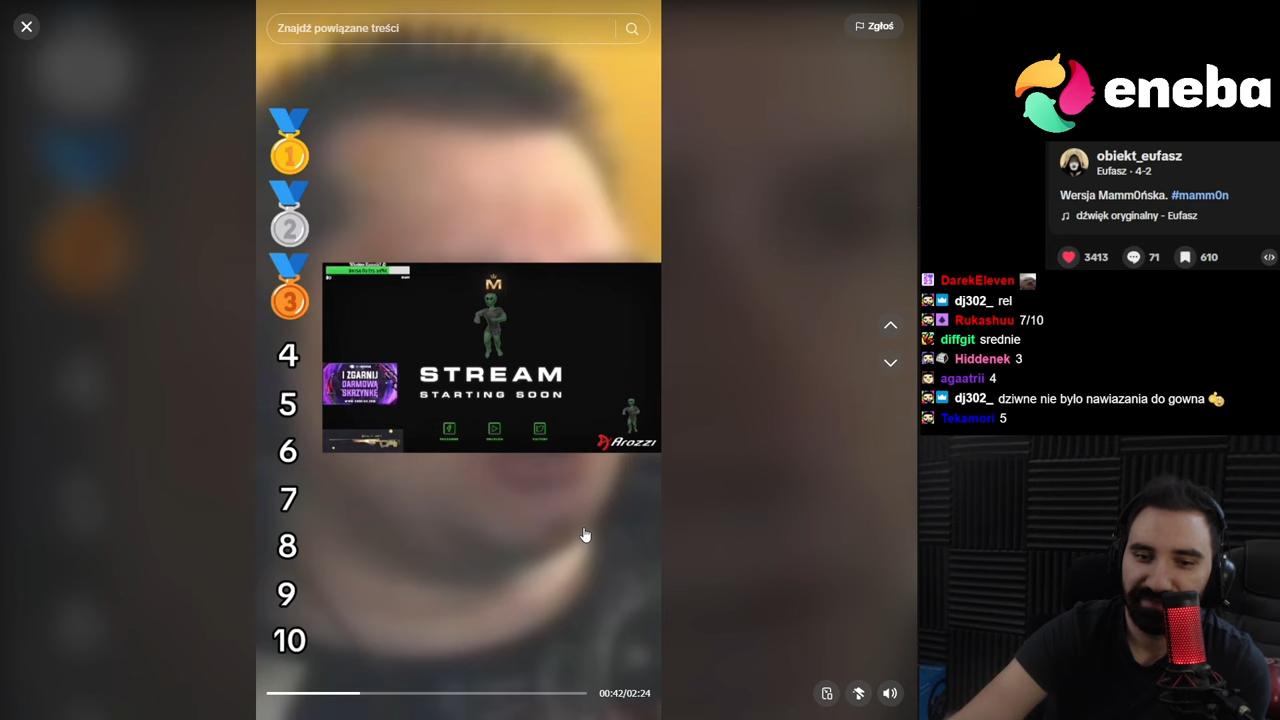 Znajdź powiązane treści
Zgłoś
1
2
3
4
5
6
7
8
9
10
M
STREAM
STARTING SOON
I ZGARNIJ
DARMOWĄ
SKRZYNKĘ
Arozzi
00:42/02:24
eneba
obiekt_eufasz
Eufasz · 4-2
Wersja Mamm0ńska. #mamm0n
dźwięk oryginalny - Eufasz
3413
71
610
DarekEleven
dj302_ rel
Rukashuu 7/10
diffgit srednie
Hiddenek 3
agaatrii 4
dj302_ dziwne nie bylo nawiazania do gowna
Tekamori 5